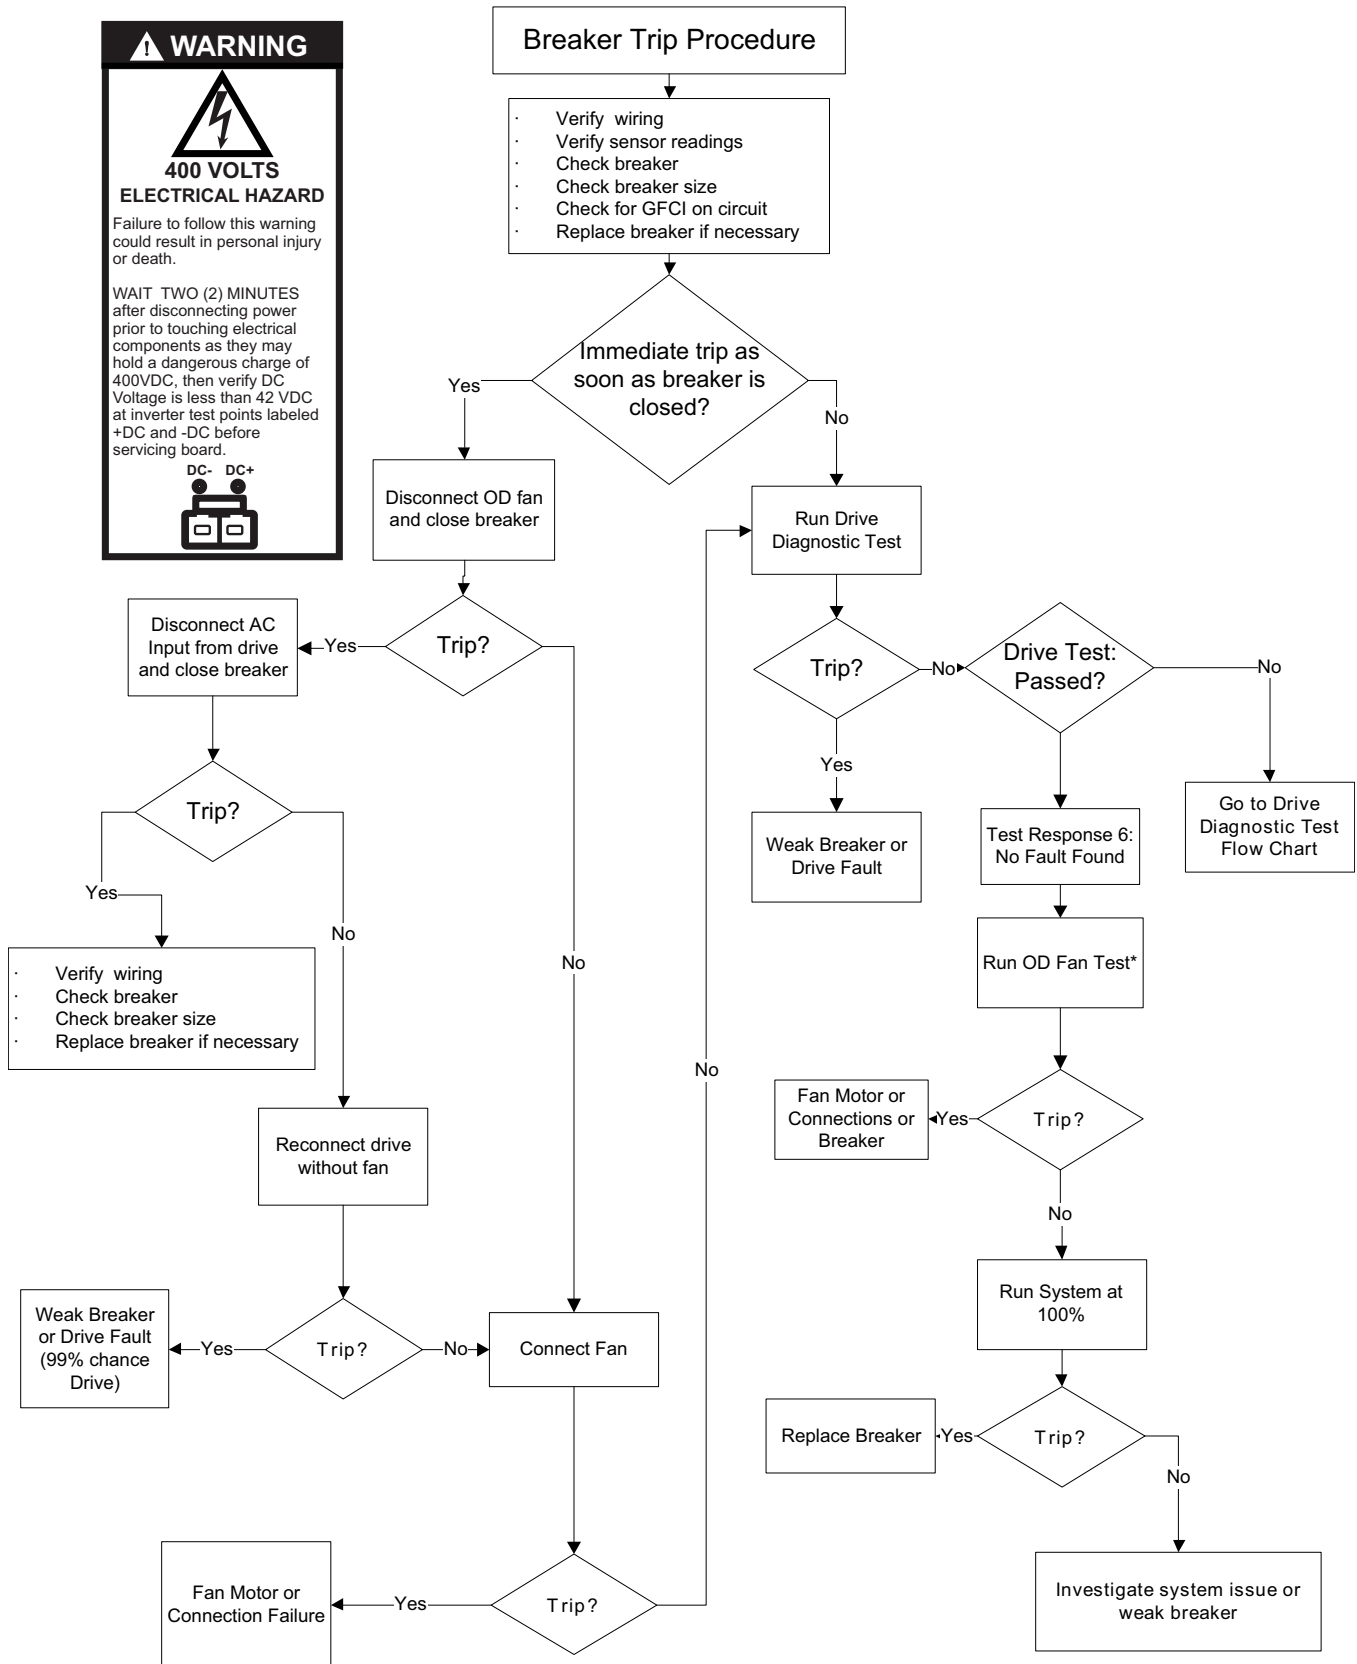 WARNING
400 VOLTS
ELECTRICAL HAZARD
Failure to follow this warning
could result in personal injury
or death.
WAIT TWO (2) MINUTES
after disconnecting power
prior to touching electrical
components as they may
hold a dangerous charge of
400VDC, then verify DC
Voltage is less than 42 VDC
at inverter test points labeled
+DC and -DC before
servicing board.
DC- DC+
Breaker Trip Procedure
· Verify wiring
· Verify sensor readings
· Check breaker
· Check breaker size
· Check for GFCI on circuit
· Replace breaker if necessary
Immediate trip as
soon as breaker is
closed?
Yes
No
Disconnect OD fan
and close breaker
Run Drive
Diagnostic Test
Disconnect AC
Input from drive
and close breaker
Yes
Trip?
Trip?
No
Drive Test:
Passed?
No
Yes
Trip?
Weak Breaker or
Drive Fault
Test Response 6:
No Fault Found
Go to Drive
Diagnostic Test
Flow Chart
Yes
No
No
Run OD Fan Test*
· Verify wiring
· Check breaker
· Check breaker size
· Replace breaker if necessary
No
Fan Motor or
Connections or
Breaker
Yes
Trip?
Reconnect drive
without fan
No
Run System at
100%
Weak Breaker
or Drive Fault
(99% chance
Drive)
Yes
Trip?
No
Connect Fan
Replace Breaker
Yes
Trip?
No
Fan Motor or
Connection Failure
Yes
Trip?
Investigate system issue or
weak breaker